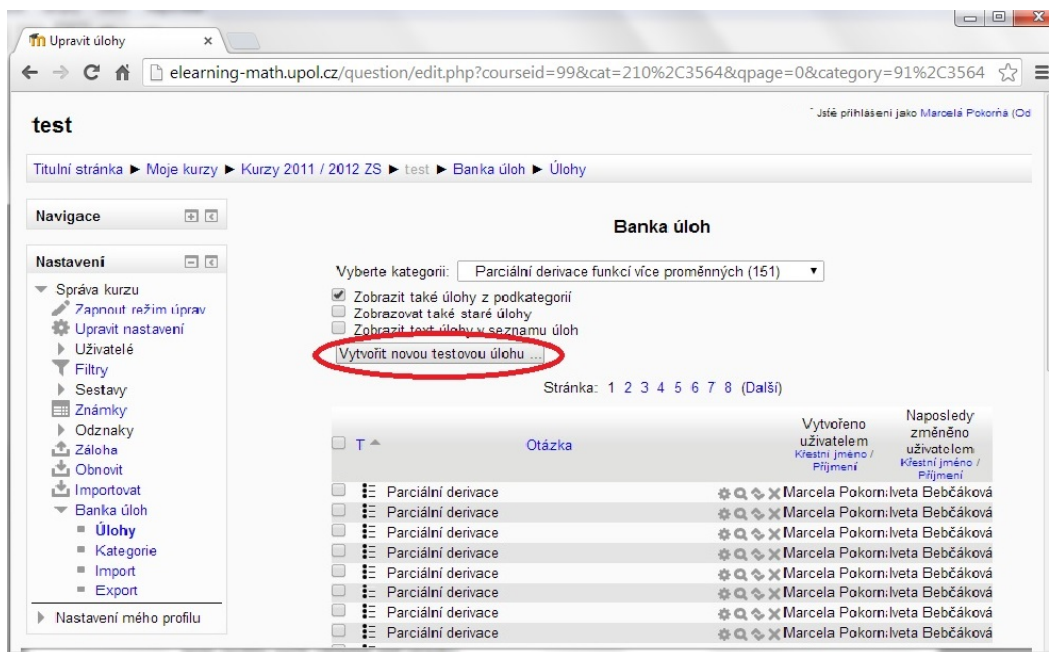 Upravit úlohy
elearning-math.upol.cz/question/edit.php?courseid=99&cat=210%2C3564&qpage=0&category=91%2C3564
Jste přihlášeni jako Marcela Pokorná (Od
test
Titulní stránka ► Moje kurzy ► Kurzy 2011 / 2012 ZS ► test ► Banka úloh ► Úlohy
Navigace
Nastavení
Správa kurzu
Zapnout režim úprav
Upravit nastavení
Uživatelé
Filtry
Sestavy
Známky
Odznaky
Záloha
Obnovit
Importovat
Banka úloh
Úlohy
Kategorie
Import
Export
Nastavení mého profilu
Banka úloh
Vyberte kategorii: Parciální derivace funkcí více proměnných (151)
Zobrazit také úlohy z podkategorií
Zobrazovat také staré úlohy
Zobrazit text úlohy v seznamu úloh
Vytvořit novou testovou úlohu ...
Stránka: 1 2 3 4 5 6 7 8 (Další)
T Otázka
Vytvořeno
uživatelem
Křestní jméno /
Příjmení
Naposledy
změněno
uživatelem
Křestní jméno /
Příjmení
Parciální derivace Marcela Pokorn Iveta Bebčáková
Parciální derivace Marcela Pokorn Iveta Bebčáková
Parciální derivace Marcela Pokorn Iveta Bebčáková
Parciální derivace Marcela Pokorn Iveta Bebčáková
Parciální derivace Marcela Pokorn Iveta Bebčáková
Parciální derivace Marcela Pokorn Iveta Bebčáková
Parciální derivace Marcela Pokorn Iveta Bebčáková
Parciální derivace Marcela Pokorn Iveta Bebčáková